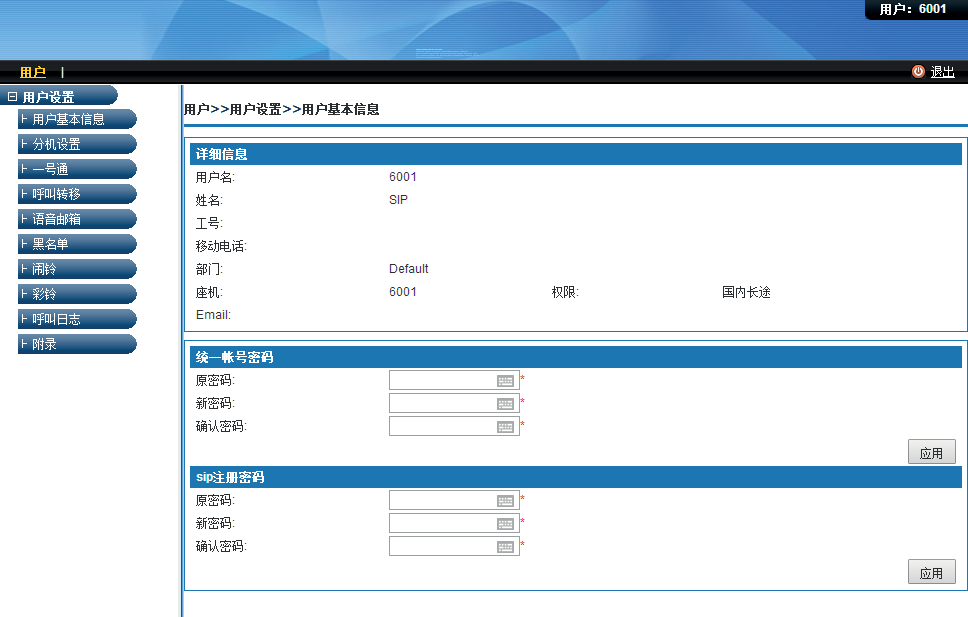 用户：6001
用户 |
退出
用户设置
用户基本信息
分机设置
一号通
呼叫转移
语音邮箱
黑名单
闹铃
彩铃
呼叫日志
附录
用户>>用户设置>>用户基本信息
详细信息
用户名: 6001
姓名: SIP
工号:
移动电话:
部门: Default
座机: 6001 权限: 国内长途
Email:
统一帐号密码
原密码: *
新密码: *
确认密码: *
应用
sip注册密码
原密码: *
新密码: *
确认密码: *
应用